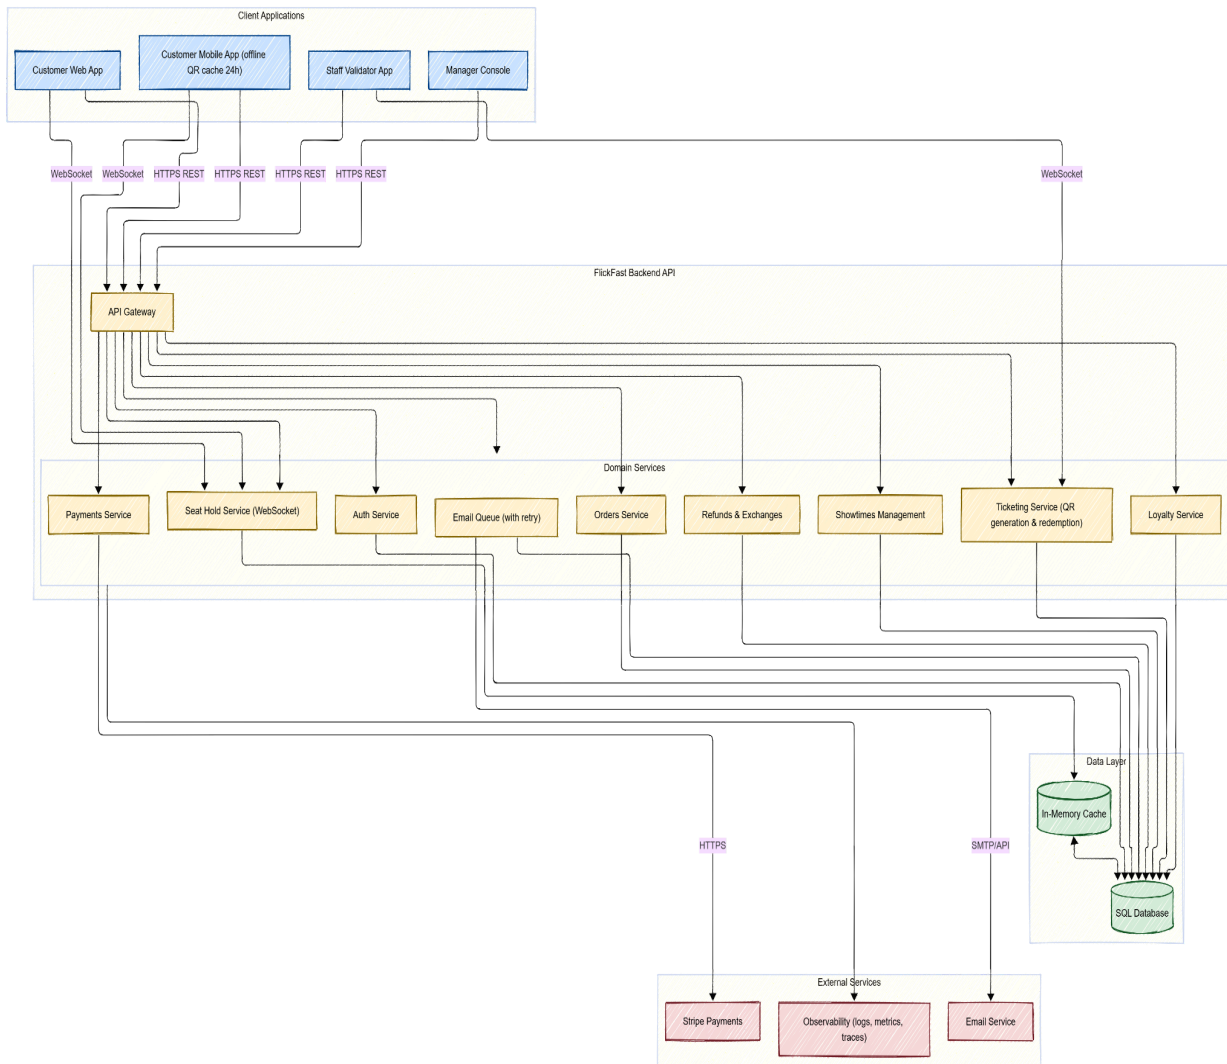 Client Applications
Customer Web App
Customer Mobile App (offline
QR cache 24h)
Staff Validator App
Manager Console
WebSocket
WebSocket
HTTPS REST
HTTPS REST
HTTPS REST
HTTPS REST
WebSocket
FlickFast Backend API
API Gateway
Domain Services
Payments Service
Seat Hold Service (WebSocket)
Auth Service
Email Queue (with retry)
Orders Service
Refunds & Exchanges
Showtimes Management
Ticketing Service (QR
generation & redemption)
Loyalty Service
Data Layer
In-Memory Cache
HTTPS
SMTP/API
SQL Database
External Services
Stripe Payments
Observability (logs, metrics,
traces)
Email Service